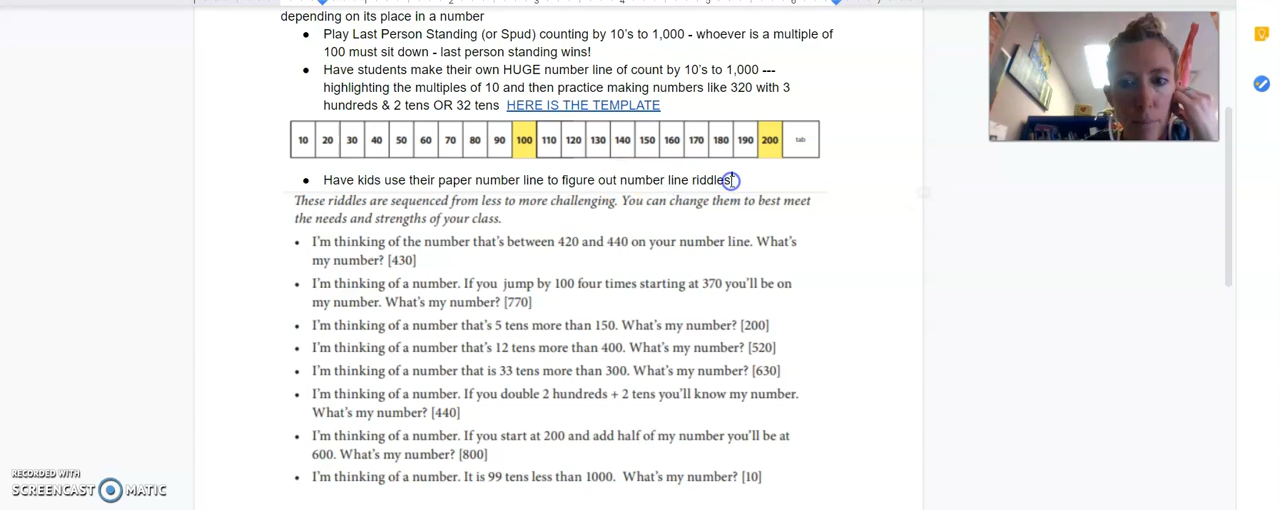 depending on its place in a number
● Play Last Person Standing (or Spud) counting by 10's to 1,000 - whoever is a multiple of
100 must sit down - last person standing wins!
● Have students make their own HUGE number line of count by 10's to 1,000 ---
highlighting the multiples of 10 and then practice making numbers like 320 with 3
hundreds & 2 tens OR 32 tens HERE IS THE TEMPLATE
10 20 30 40 50 60 70 80 90 100 110 120 130 140 150 160 170 180 190 200 tab
● Have kids use their paper number line to figure out number line riddles
These riddles are sequenced from less to more challenging. You can change them to best meet
the needs and strengths of your class.
• I'm thinking of the number that's between 420 and 440 on your number line. What's
my number? [430]
• I'm thinking of a number. If you jump by 100 four times starting at 370 you'll be on
my number. What's my number? [770]
• I'm thinking of a number that's 5 tens more than 150. What's my number? [200]
• I'm thinking of a number that's 12 tens more than 400. What's my number? [520]
• I'm thinking of a number that is 33 tens more than 300. What's my number? [630]
• I'm thinking of a number. If you double 2 hundreds + 2 tens you'll know my number.
What's my number? [440]
• I'm thinking of a number. If you start at 200 and add half of my number you'll be at
600. What's my number? [800]
• I'm thinking of a number. It is 99 tens less than 1000. What's my number? [10]
RECORDED WITH
SCREENCAST MATIC